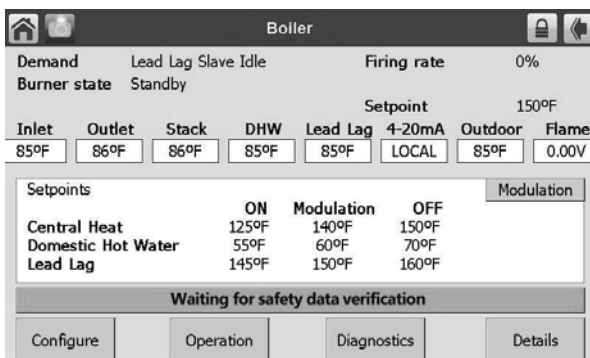 Boiler
Demand Lead Lag Slave Idle Firing rate 0%
Burner state Standby
Setpoint 150ºF
Inlet Outlet Stack DHW Lead Lag 4-20mA Outdoor Flame
85ºF 86ºF 86ºF 85ºF 85ºF LOCAL 85ºF 0.00V
Setpoints Modulation
ON Modulation OFF
Central Heat 125ºF 140ºF 150ºF
Domestic Hot Water 55ºF 60ºF 70ºF
Lead Lag 145ºF 150ºF 160ºF
Waiting for safety data verification
Configure Operation Diagnostics Details